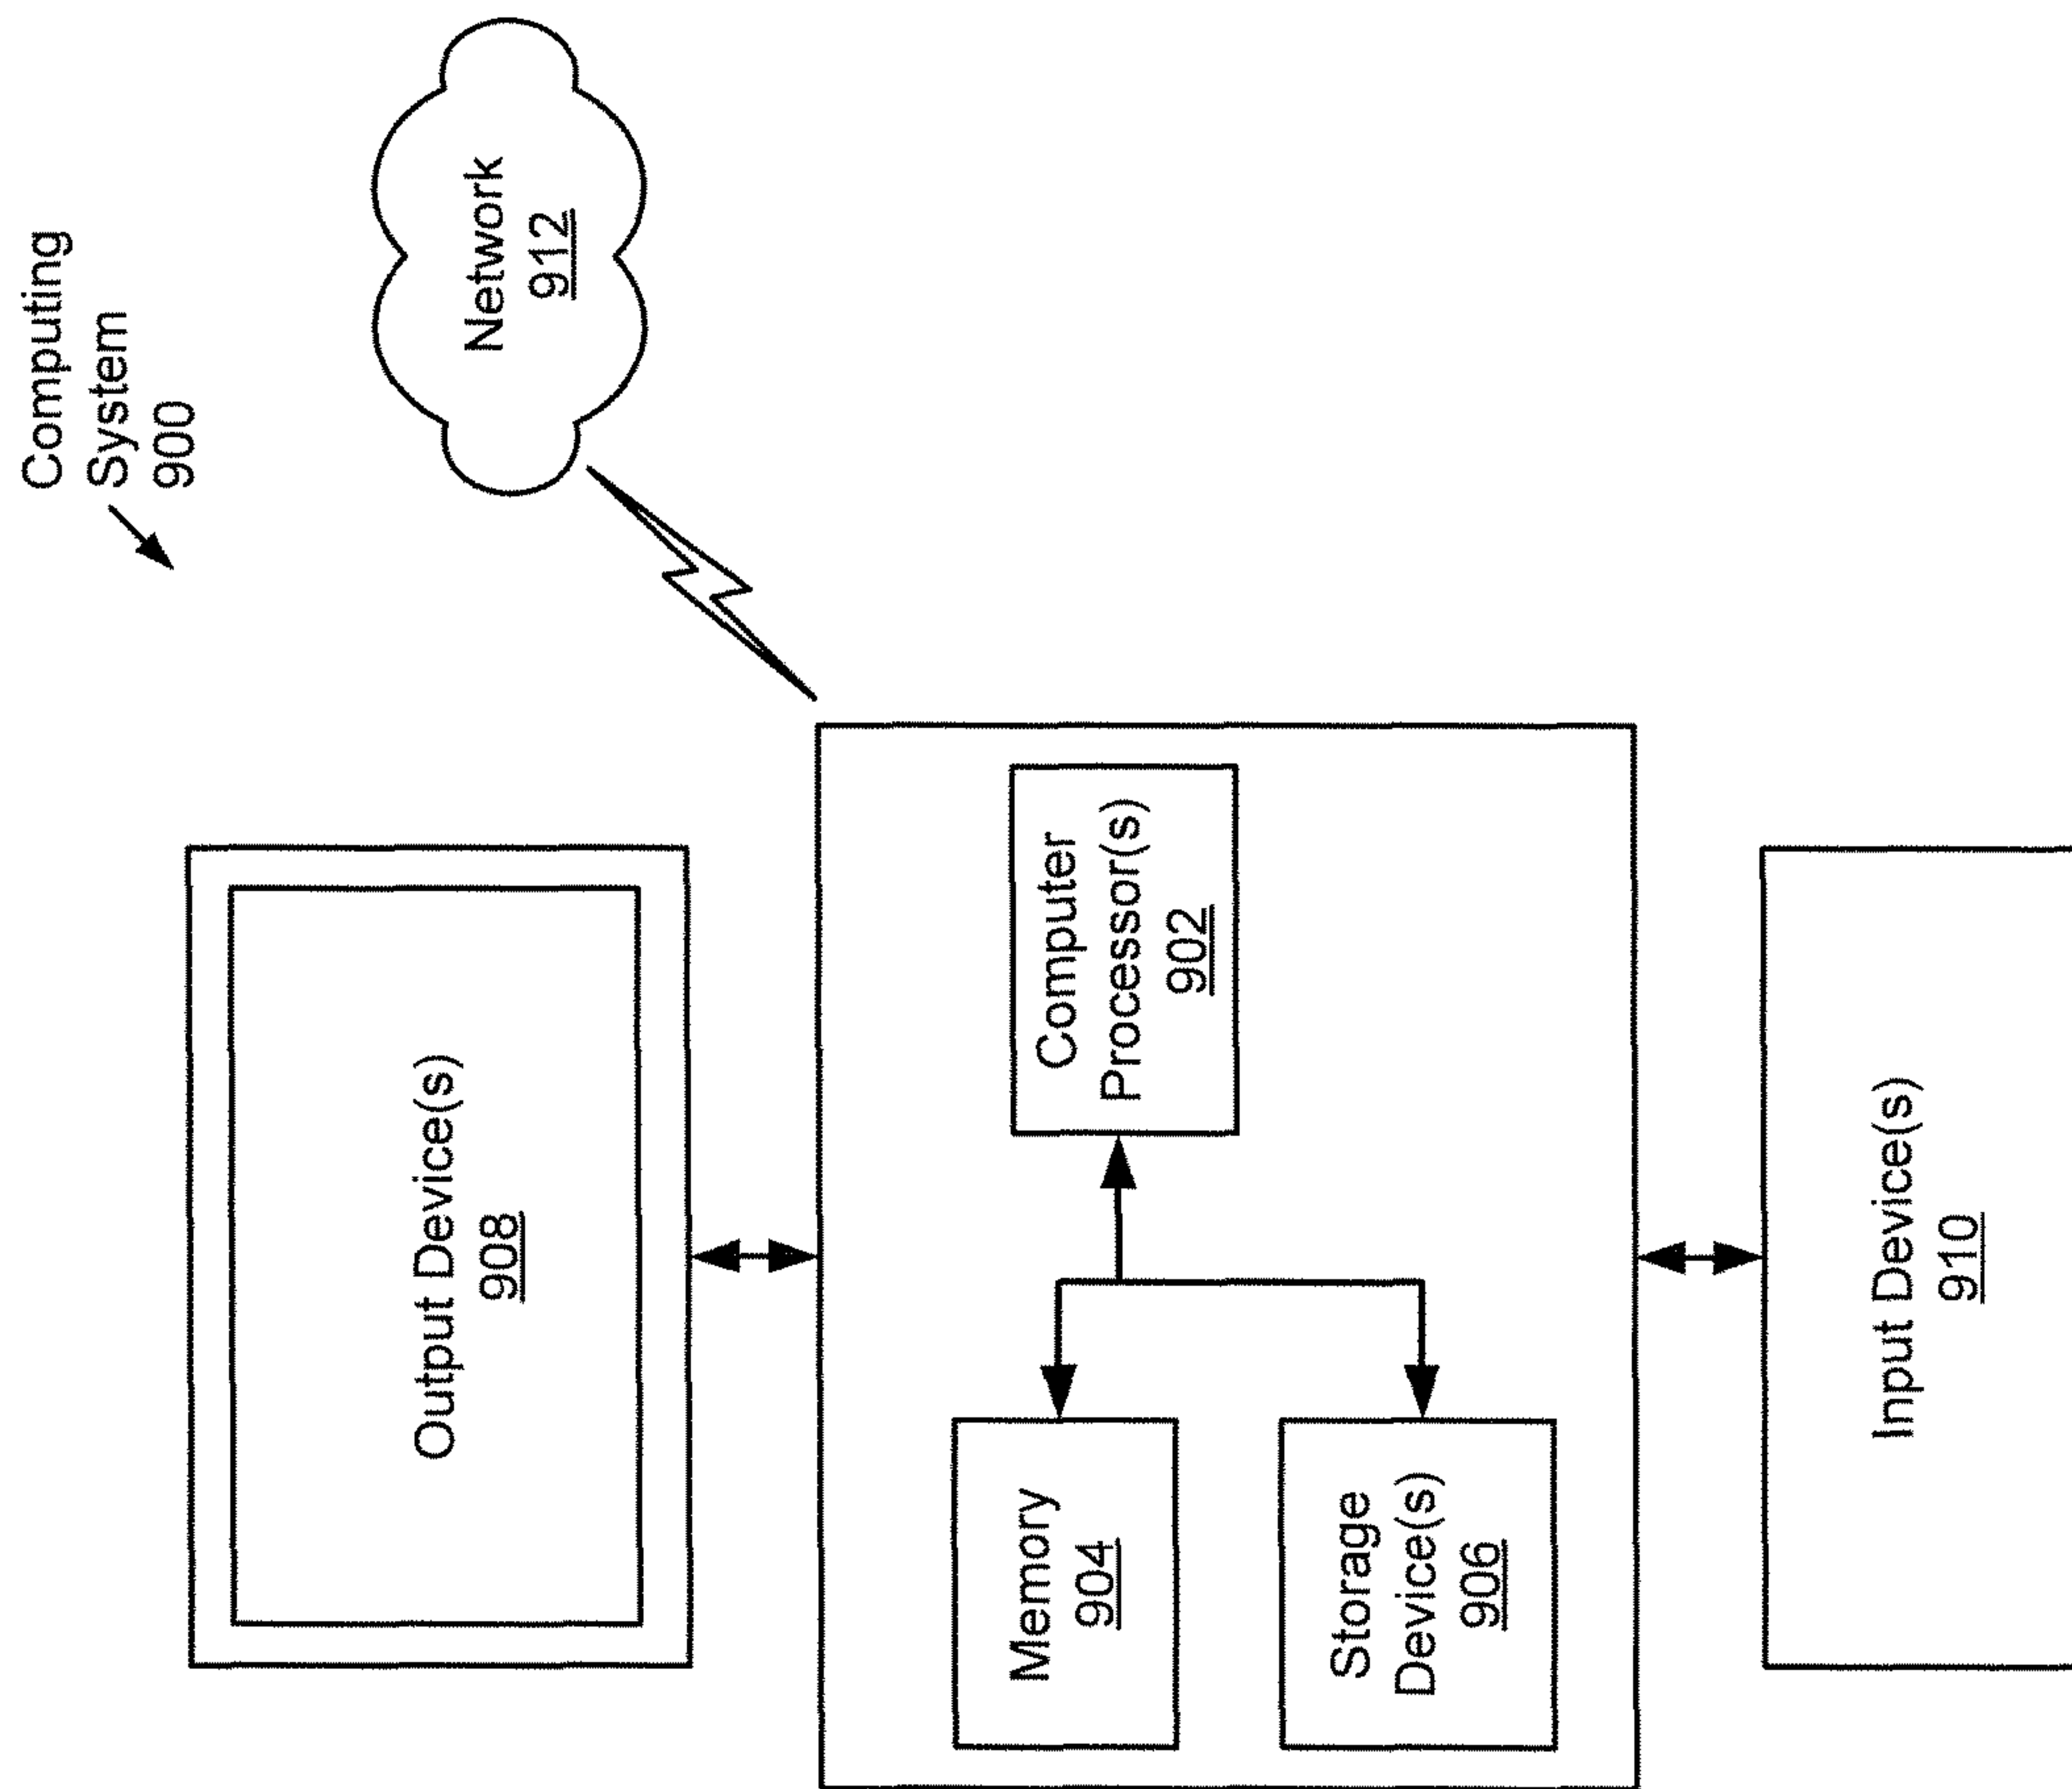 Computing
System
900
Network
912
Output Device(s)
908
Computer
Processor(s)
902
Memory
904
Storage
Device(s)
906
Input Device(s)
910